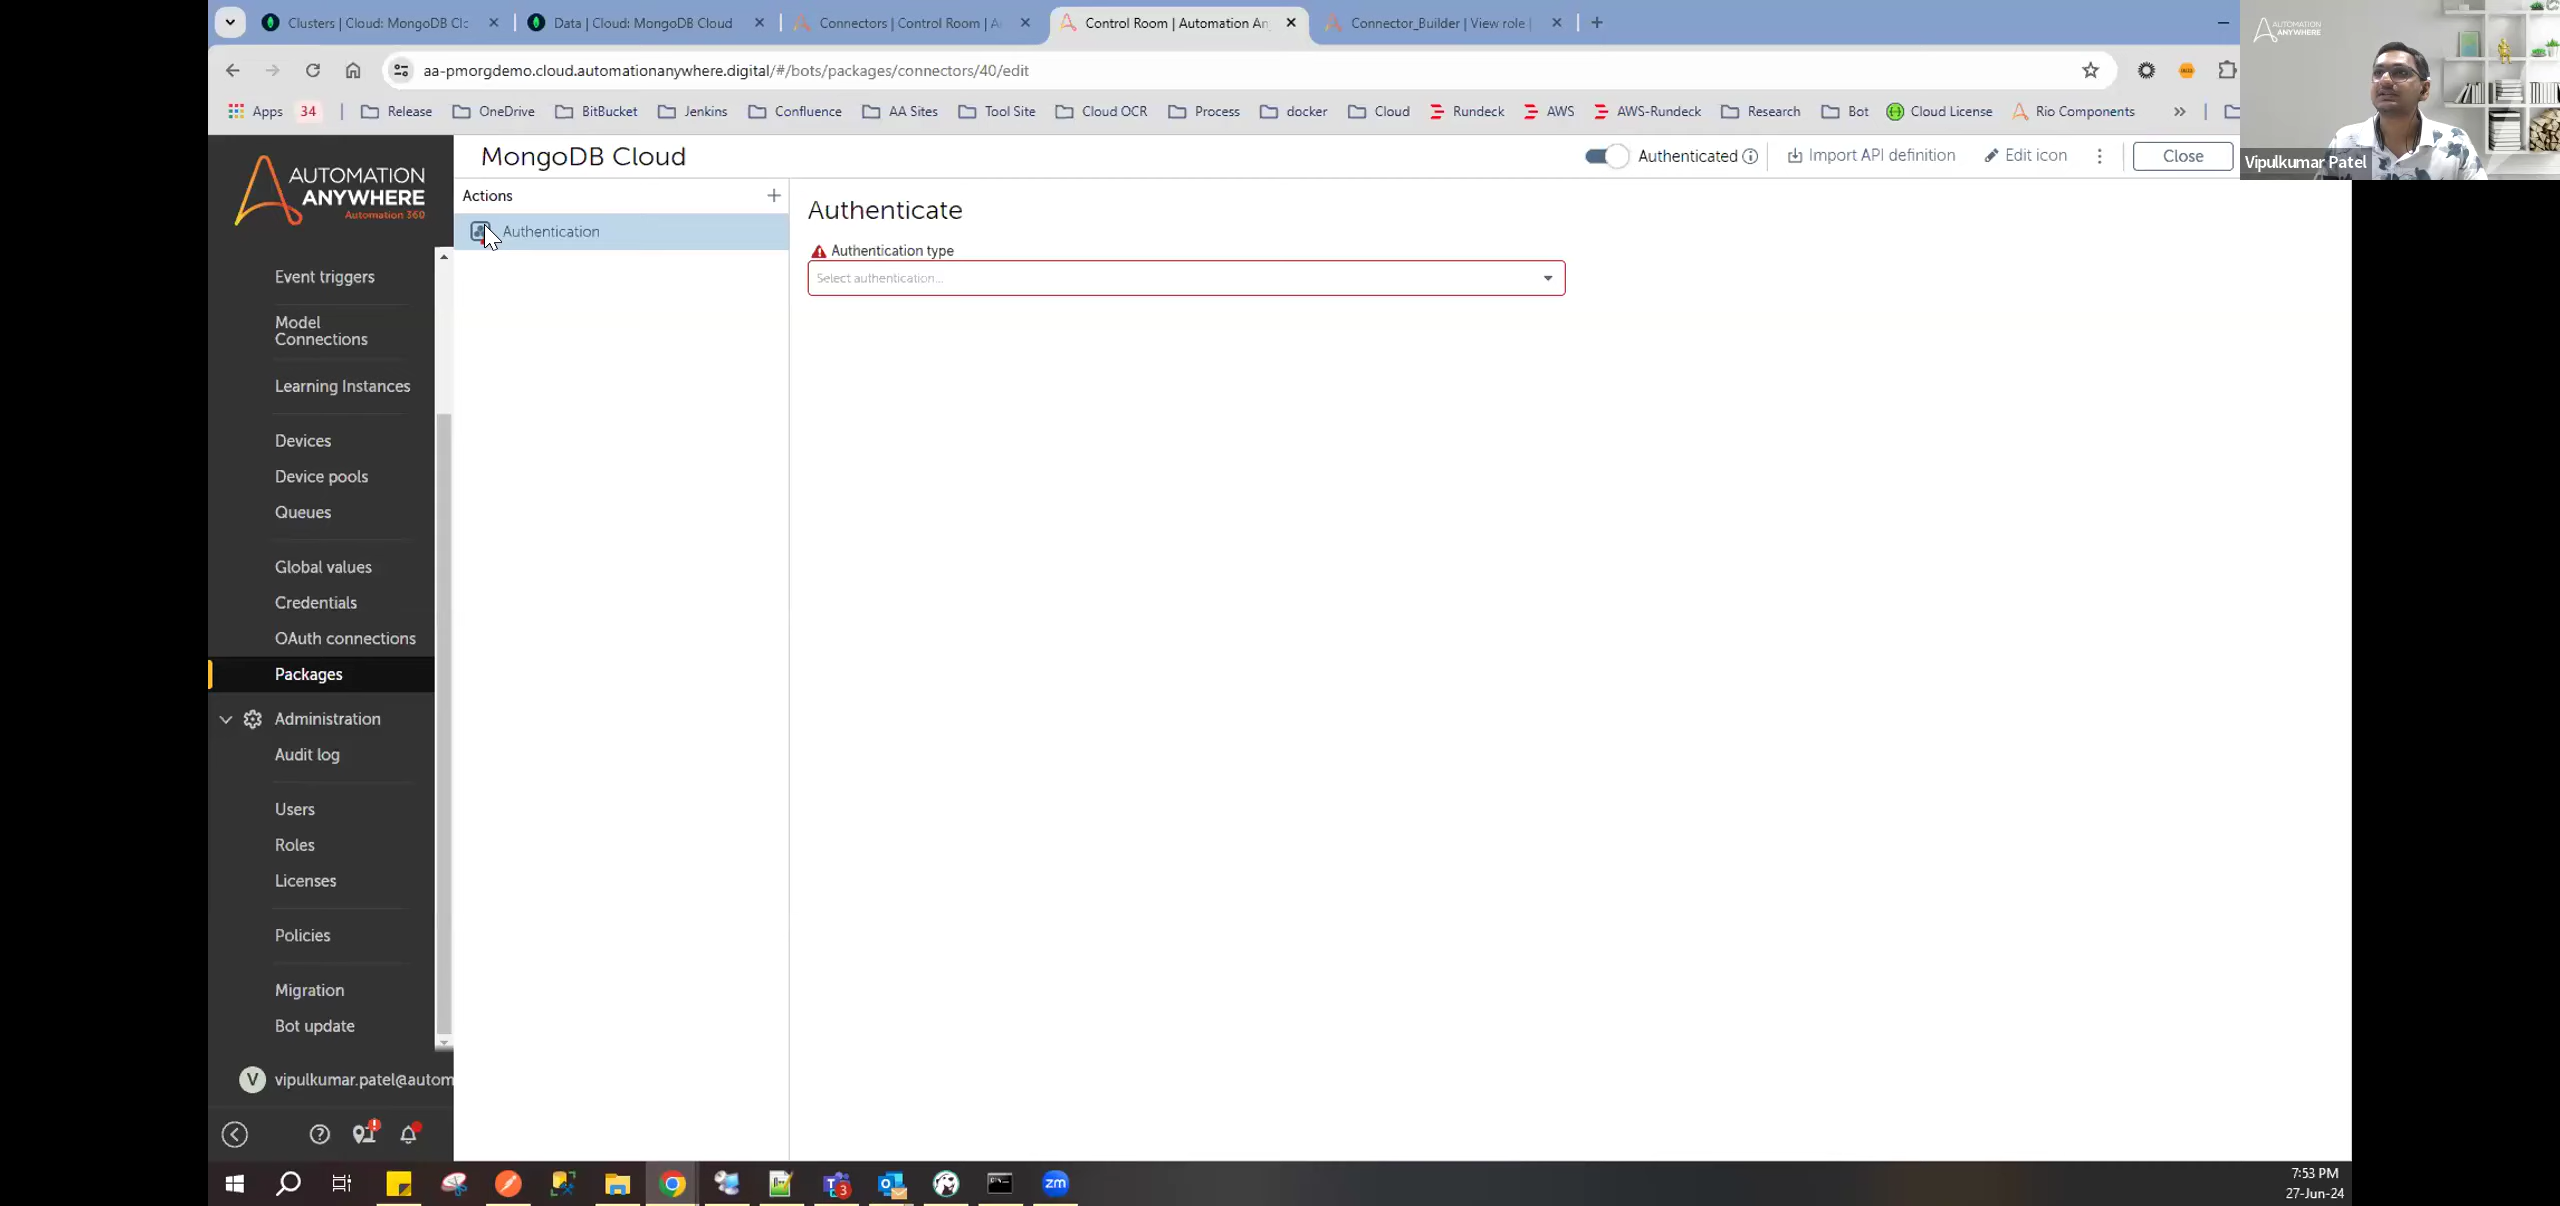 Clusters | Cloud: MongoDB Clo
Data | Cloud: MongoDB Cloud
Connectors | Control Room | A
Control Room | Automation An
Connector_Builder | View role |
aa-pmorgdemo.cloud.automationanywhere.digital/#/bots/packages/connectors/40/edit
Apps 34 | Release OneDrive BitBucket Jenkins Confluence AA Sites Tool Site Cloud OCR Process docker Cloud Rundeck AWS AWS-Rundeck Research Bot Cloud License Rio Components »
AUTOMATION
ANYWHERE
Vipulkumar Patel
AUTOMATION
ANYWHERE
Automation 360
MongoDB Cloud
Authenticated
Import API definition
Edit icon
Close
Actions
Authentication
Authenticate
Authentication type
Select authentication...
Event triggers
Model
Connections
Learning Instances
Devices
Device pools
Queues
Global values
Credentials
OAuth connections
Packages
Administration
Audit log
Users
Roles
Licenses
Policies
Migration
Bot update
V vipulkumar.patel@autom
zm
7:53 PM
27-Jun-24